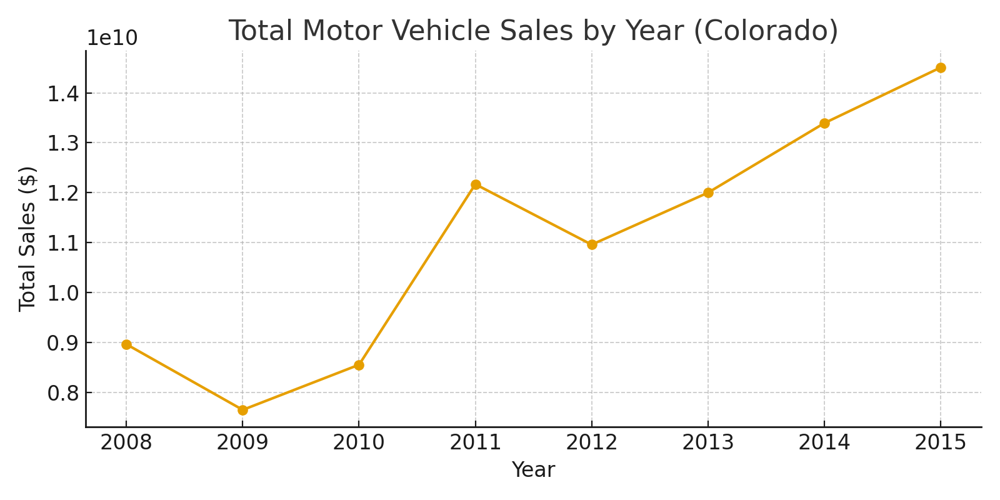 Total Motor Vehicle Sales by Year (Colorado)
1e10
1.4
1.3
1.2
1.1
1.0
0.9
0.8
Total Sales ($)
2008 2009 2010 2011 2012 2013 2014 2015
Year